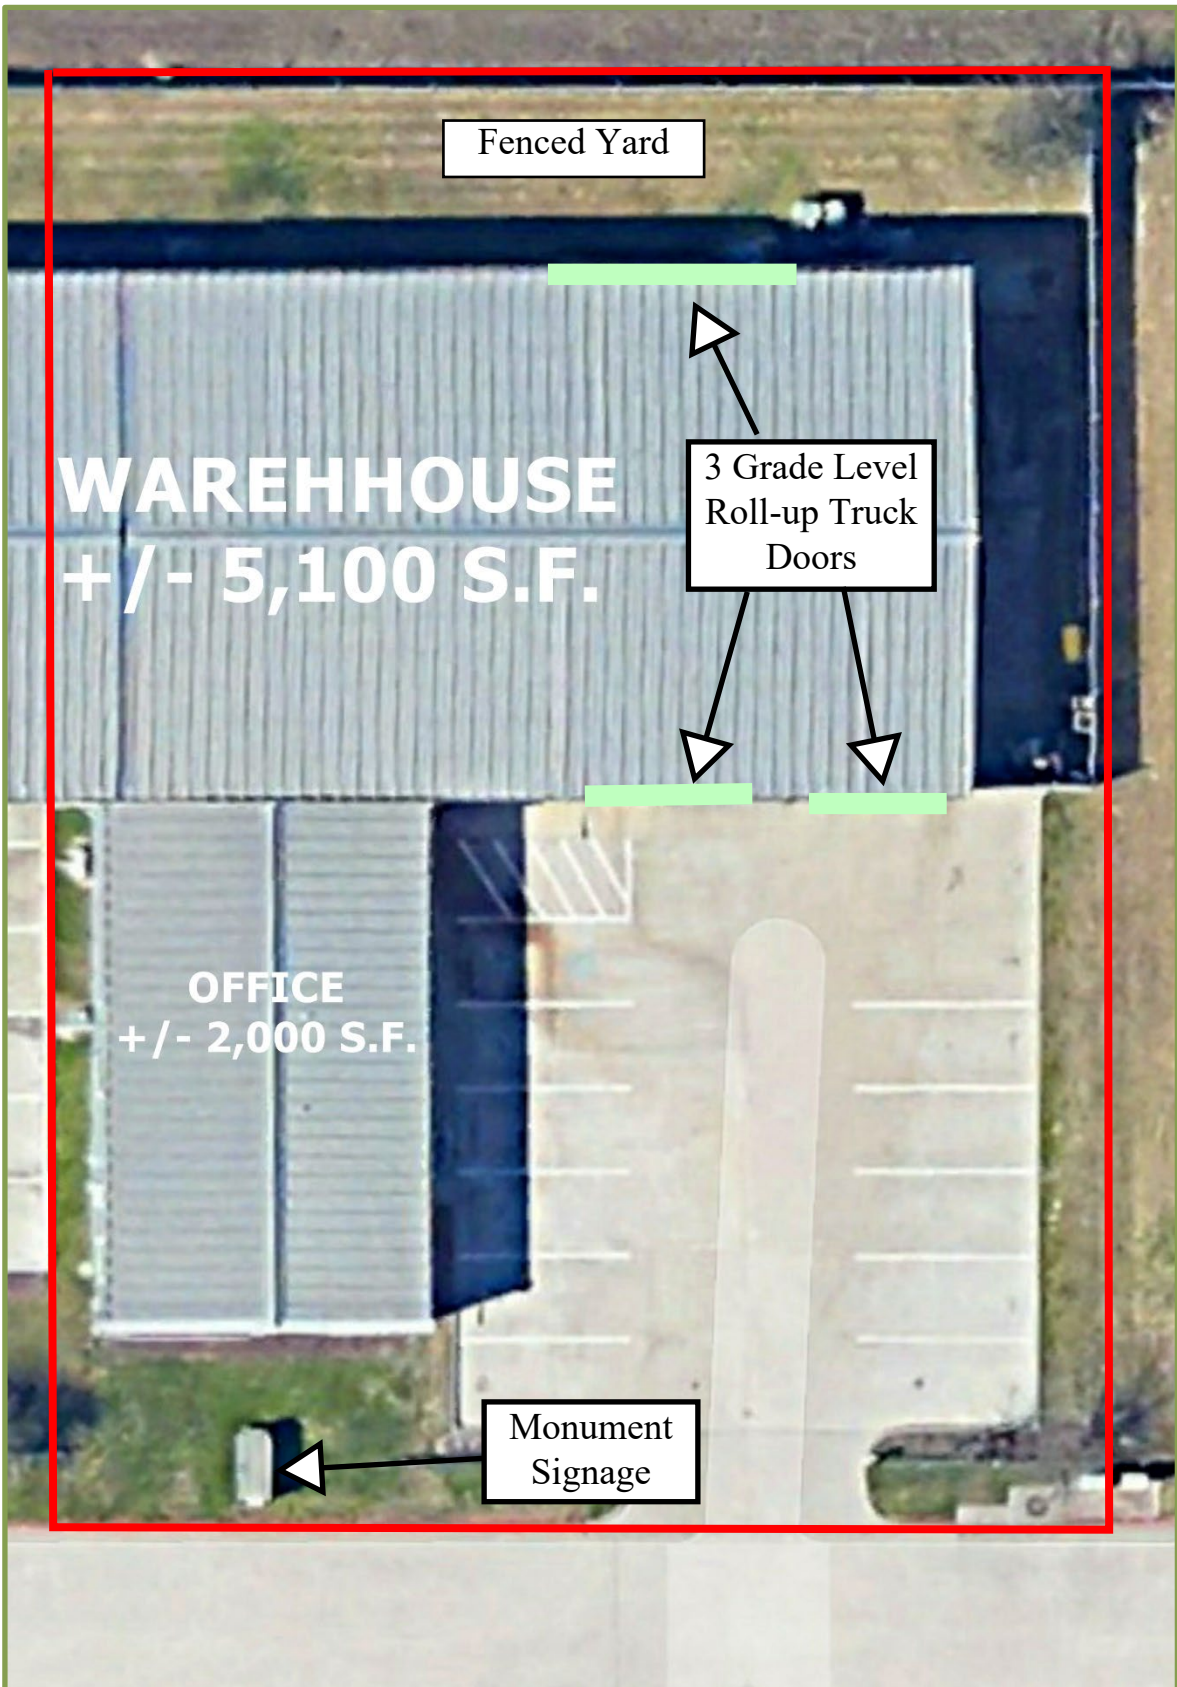 Fenced Yard
WAREHHOUSE
+/- 5,100 S.F.
3 Grade Level
Roll-up Truck
Doors
OFFICE
+/- 2,000 S.F.
Monument
Signage